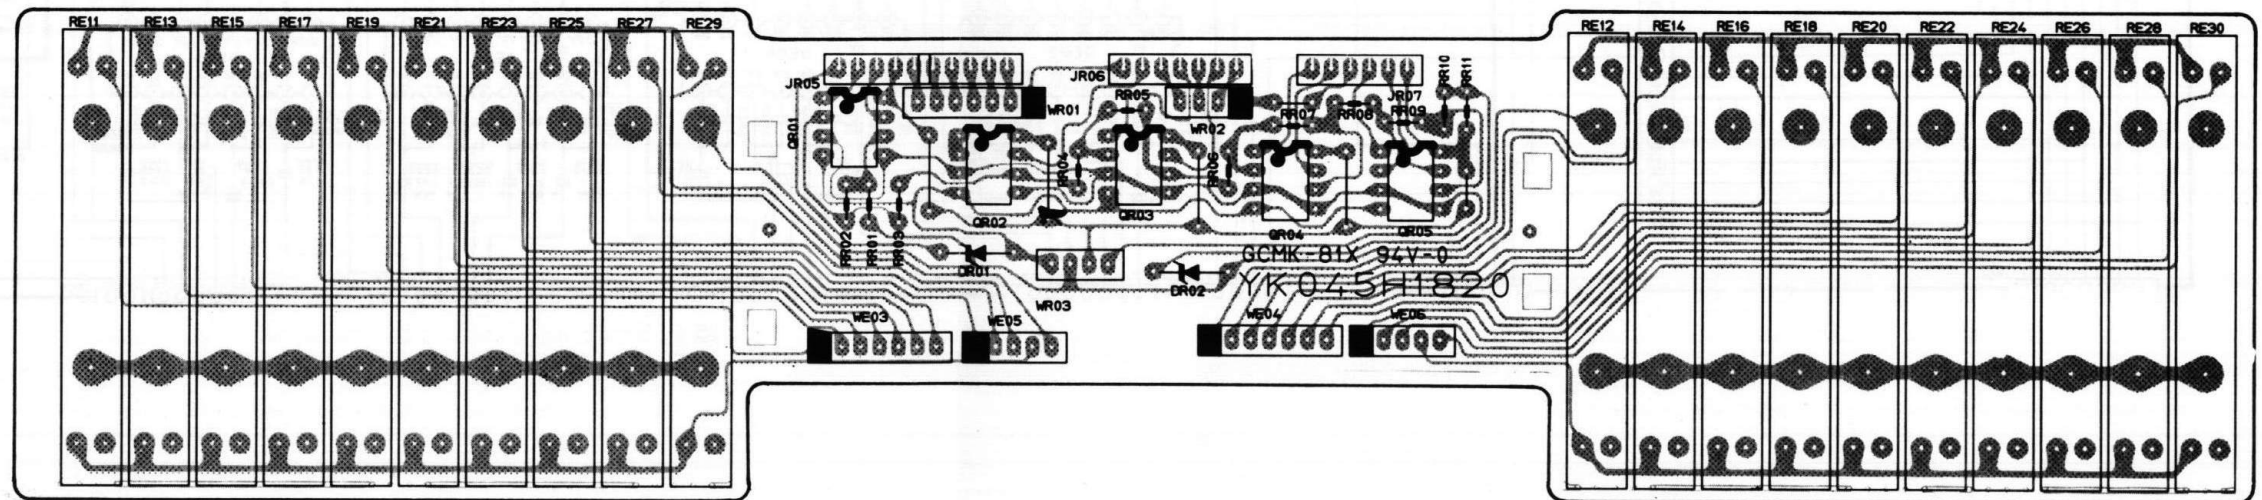 RE11 RE13 RE15 RE17 RE19 RE21 RE23 RE25 RE27 RE29
RE12 RE14 RE16 RE18 RE20 RE22 RE24 RE26 RE28 RE30
JR05 JR06 JR07 RR10 RR11
WR01 RR05 WR02 RR07 RR08 RR09
QR01 RR04 RR06
QR02 QR03 QR04 QR05
RR02 RR01 RR03
DR01 DR02
GCMK-81X 94V-0
YK045H1820
WR03
WE03 WE05 WE04 WE06